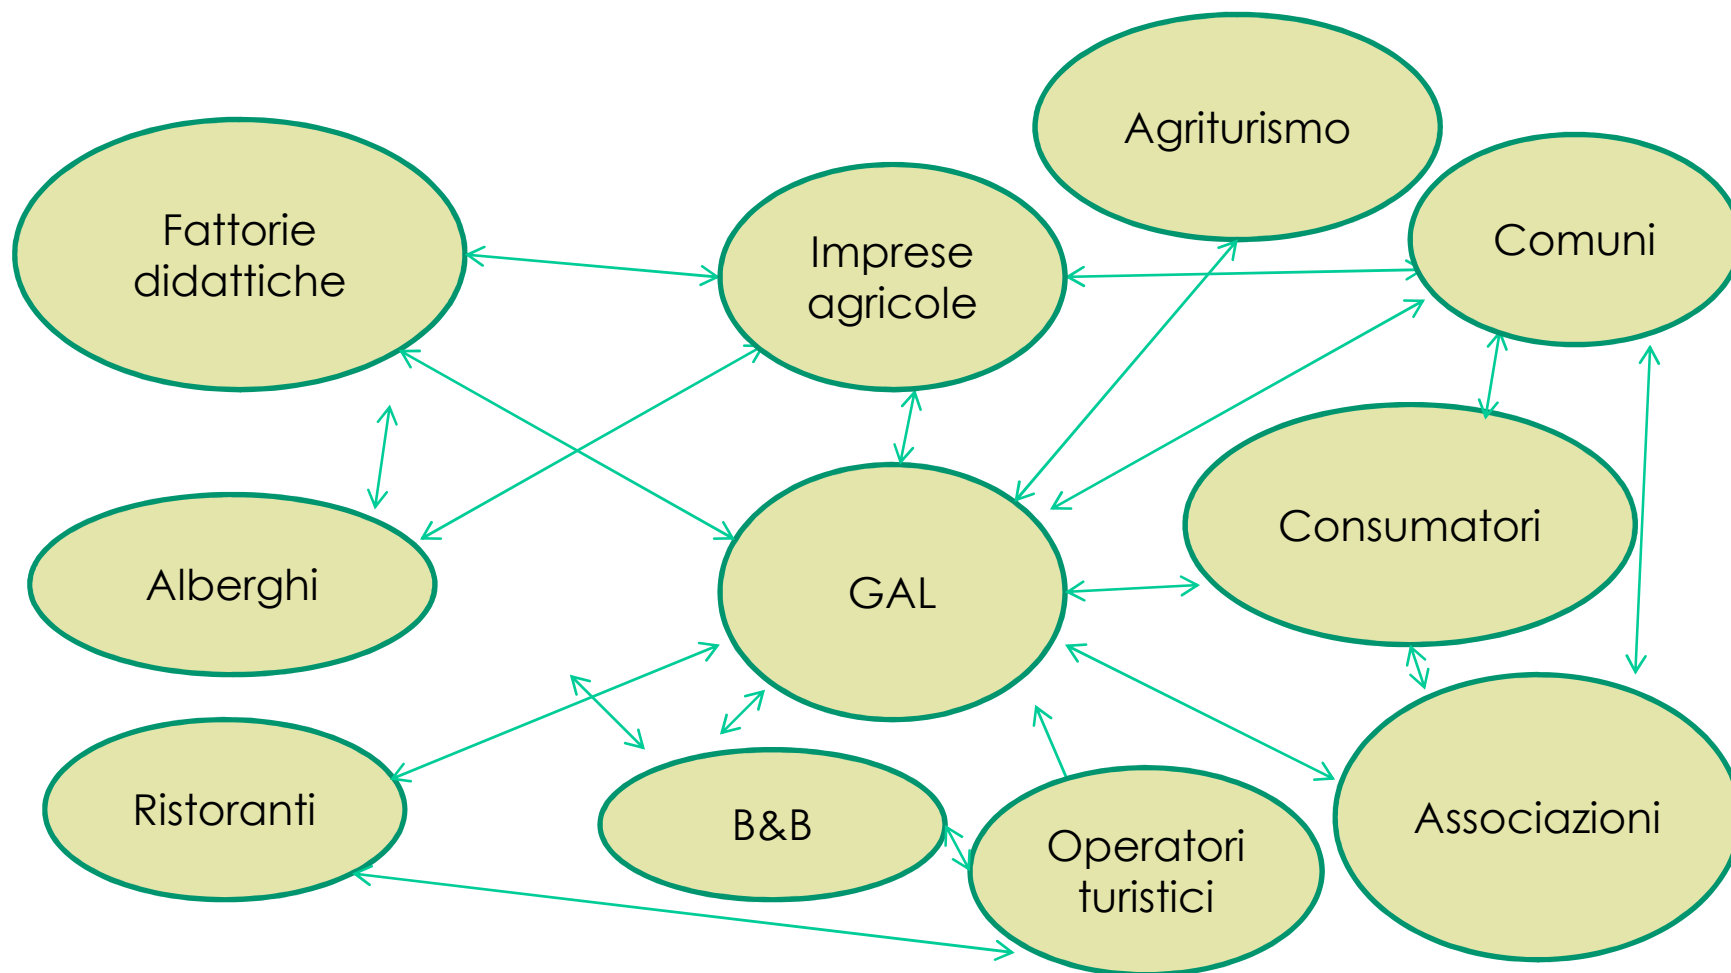 Agriturismo
Fattorie
didattiche
Imprese
agricole
Comuni
Consumatori
Alberghi
GAL
Ristoranti
B&B
Operatori
turistici
Associazioni